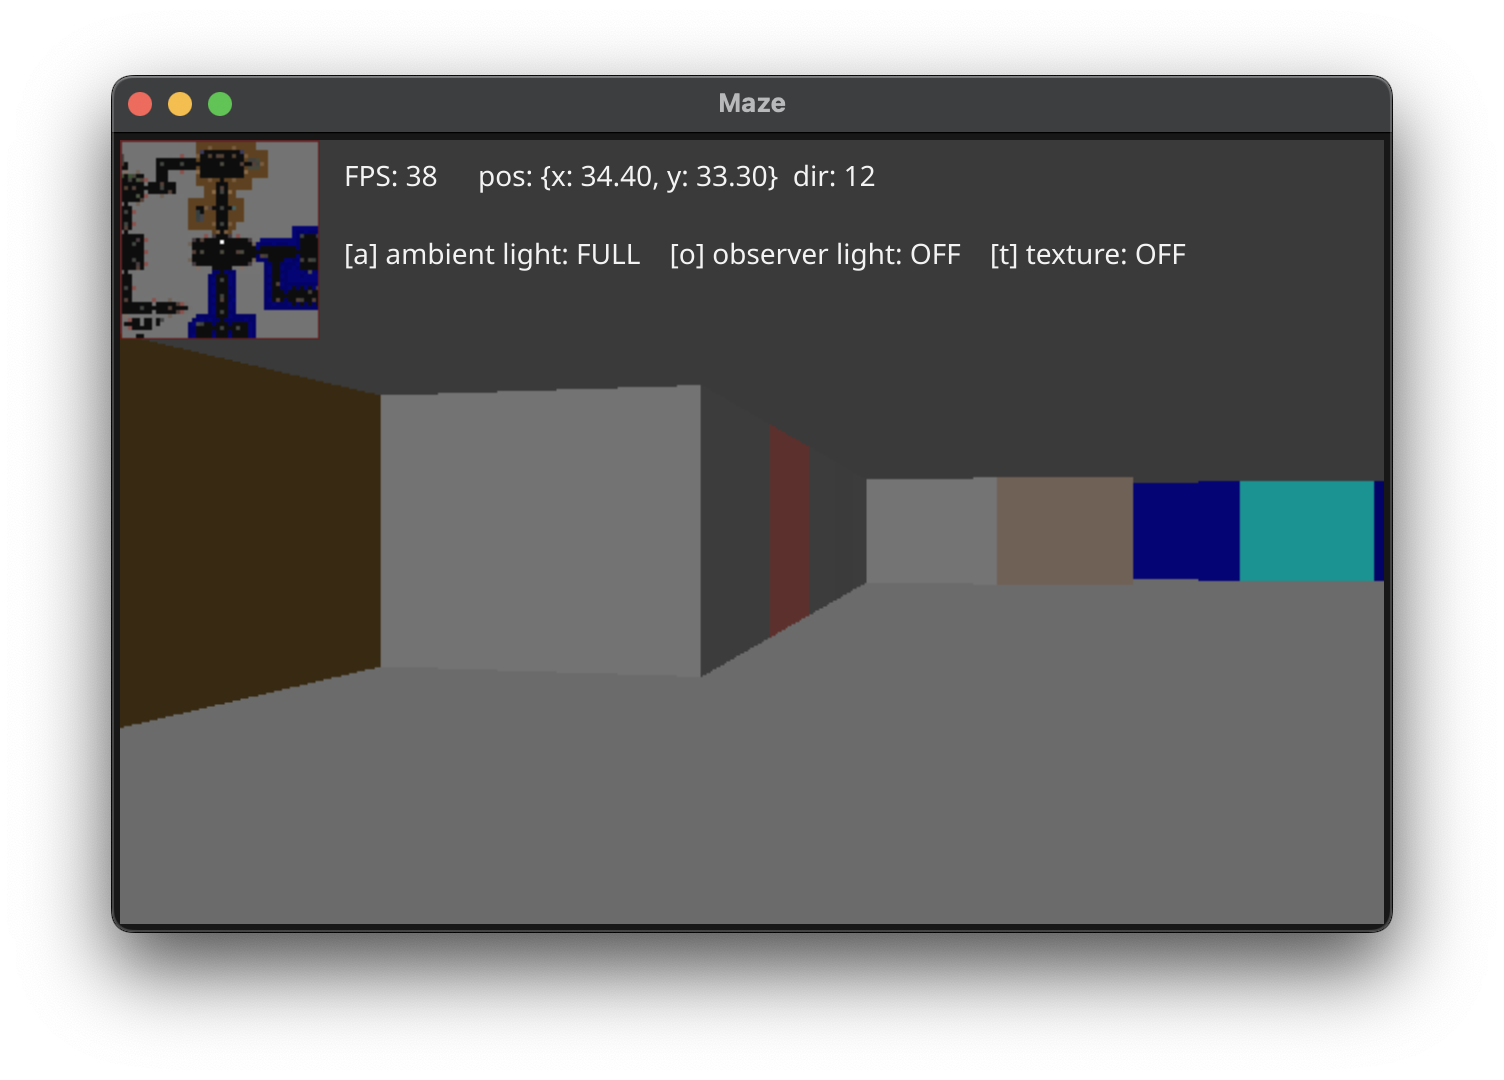 Maze
FPS: 38 pos: {x: 34.40, y: 33.30} dir: 12
[a] ambient light: FULL [o] observer light: OFF [t] texture: OFF